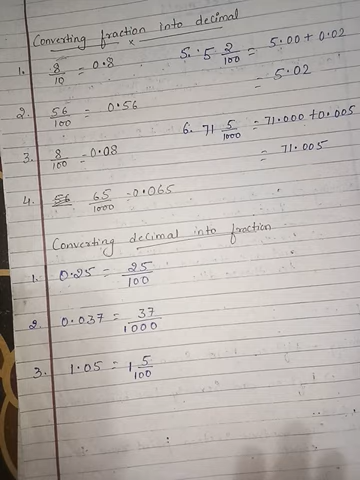 Converting fraction into decimal
1. 8/10 = 0.8
2. 56/100 = 0.56
3. 8/100 = 0.08
4. 65/1000 = 0.065
5. 5 2/100 = 5.00 + 0.02
= 5.02
6. 71 5/1000 = 71.000 + 0.005
= 71.005
Converting decimal into fraction
1. 0.25 = 25/100
2. 0.037 = 37/1000
3. 1.05 = 1 5/100